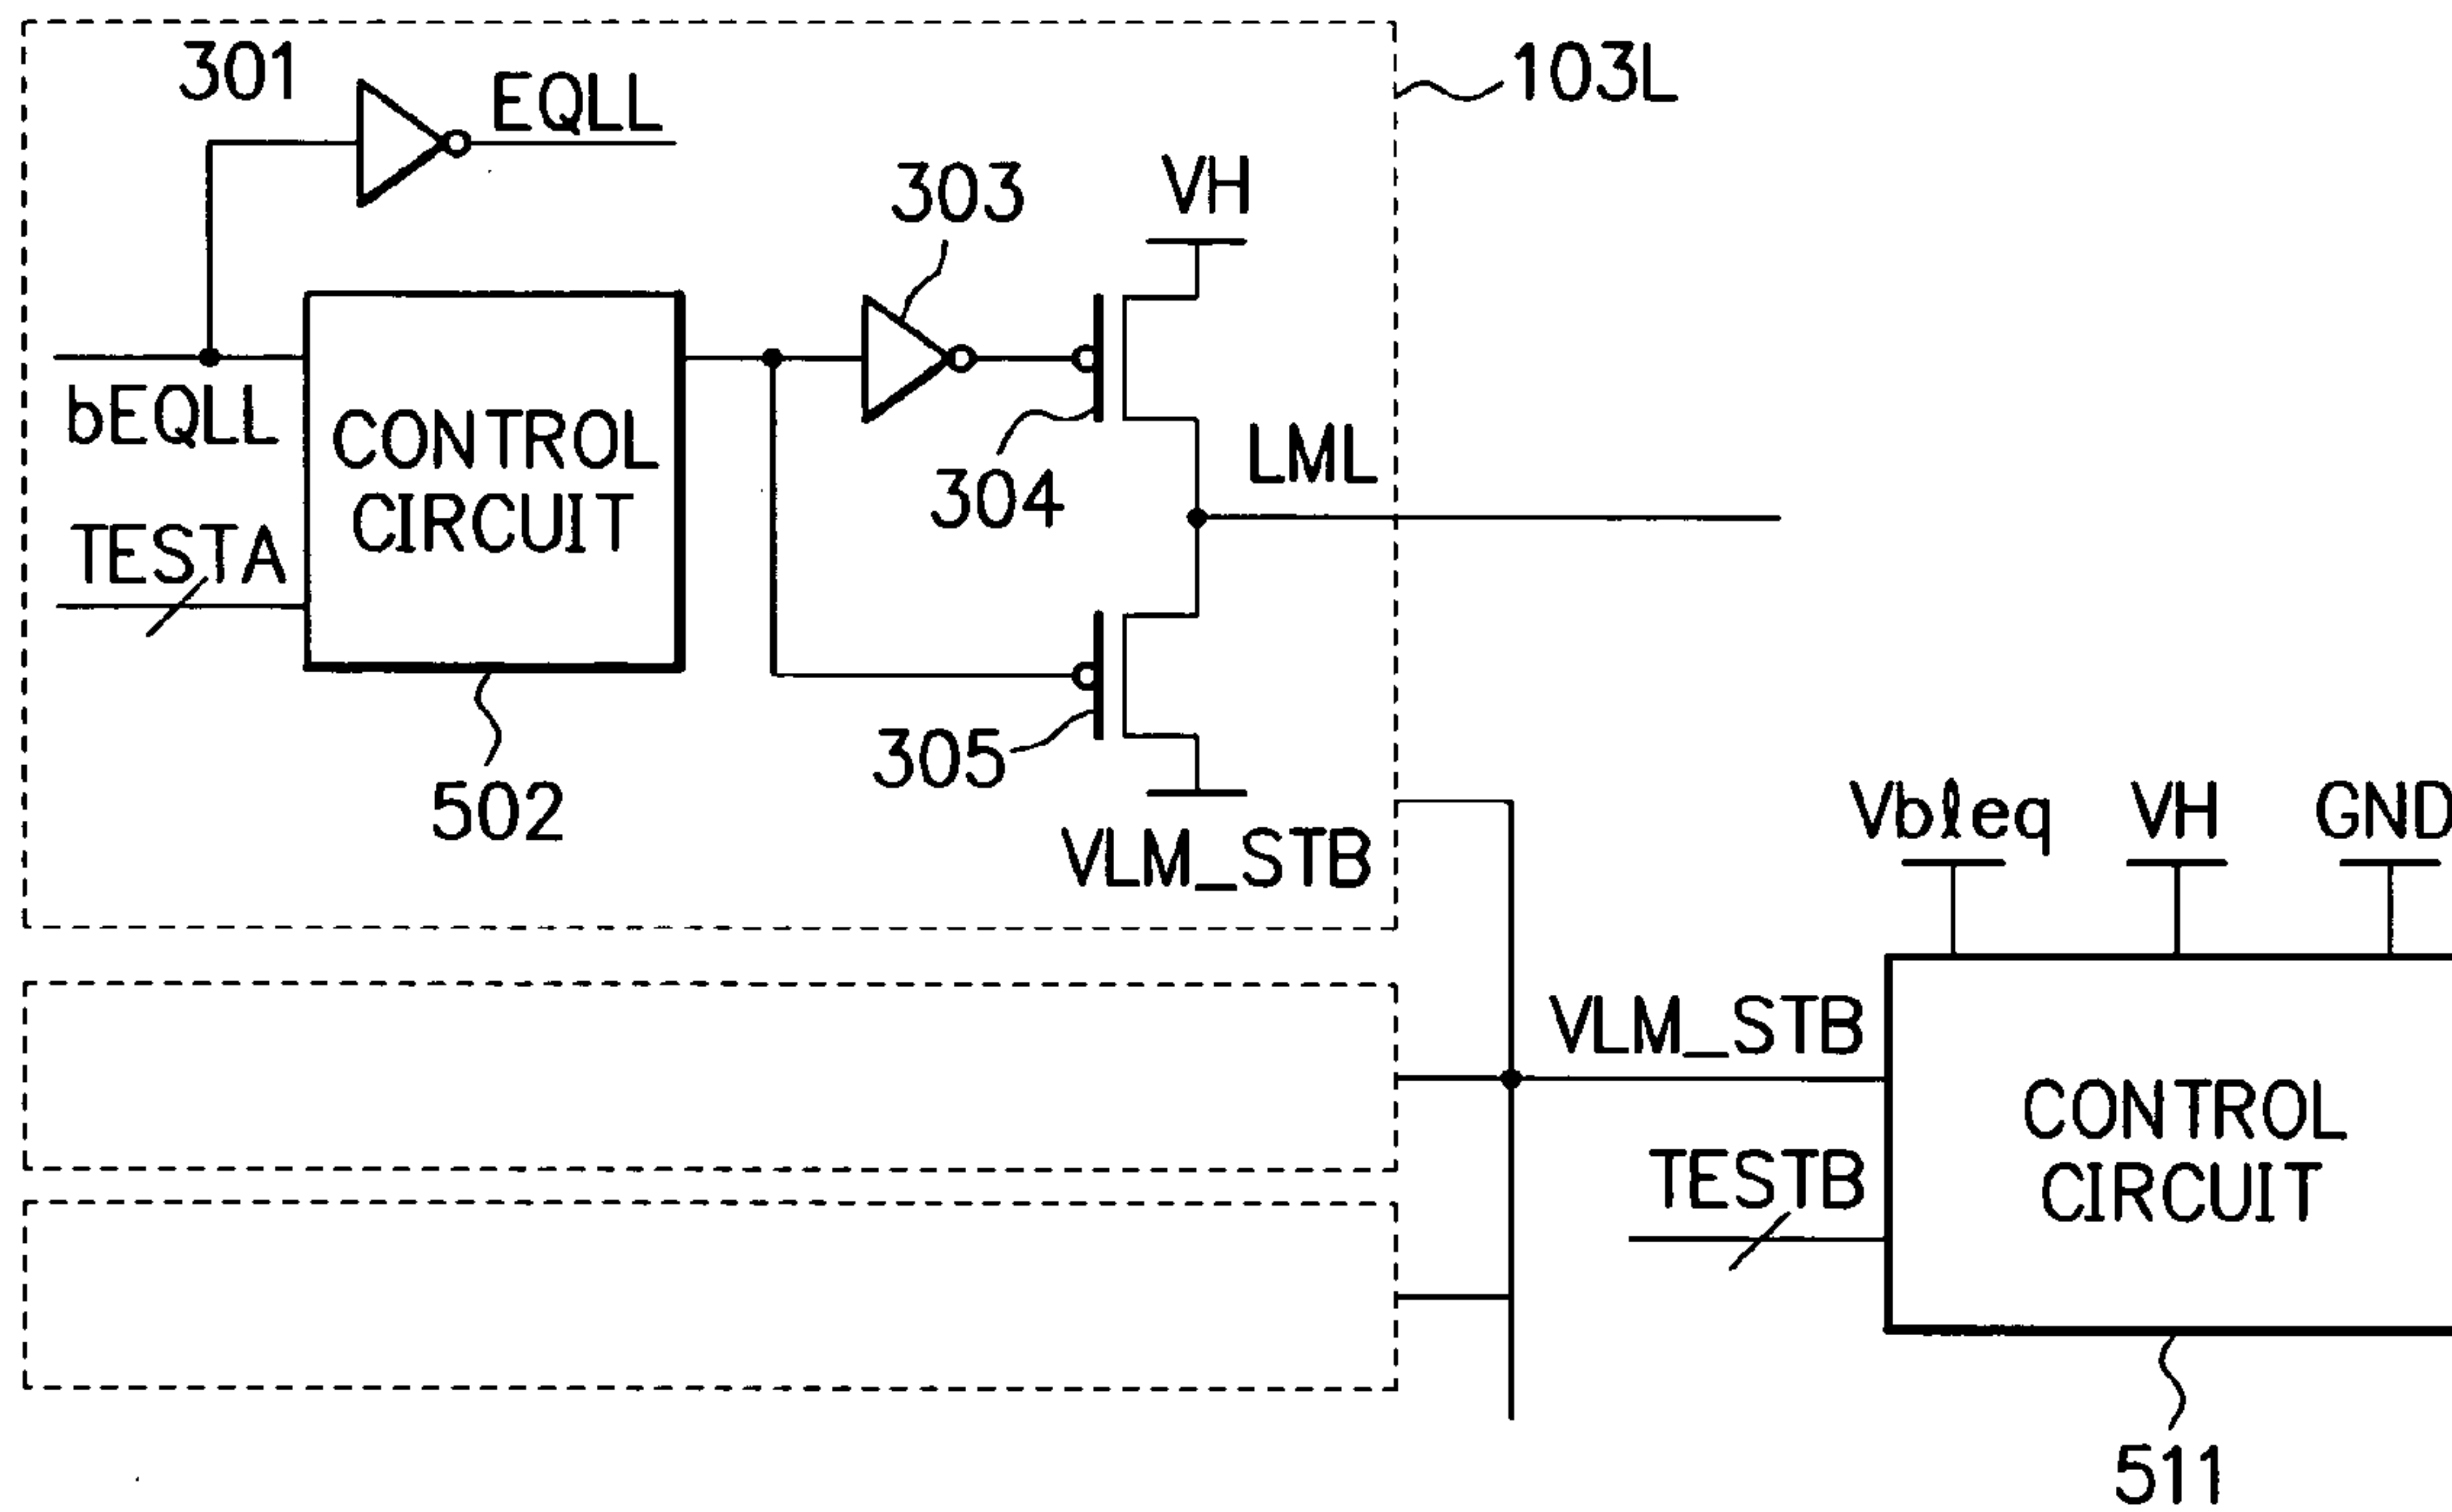 301
EQLL
103L
303
VH
bEQLL
CONTROL
CIRCUIT
304
LML
TESTA
305
502
VLM_STB
Vbleq
VH
GND
VLM_STB
TESTB
CONTROL
CIRCUIT
511